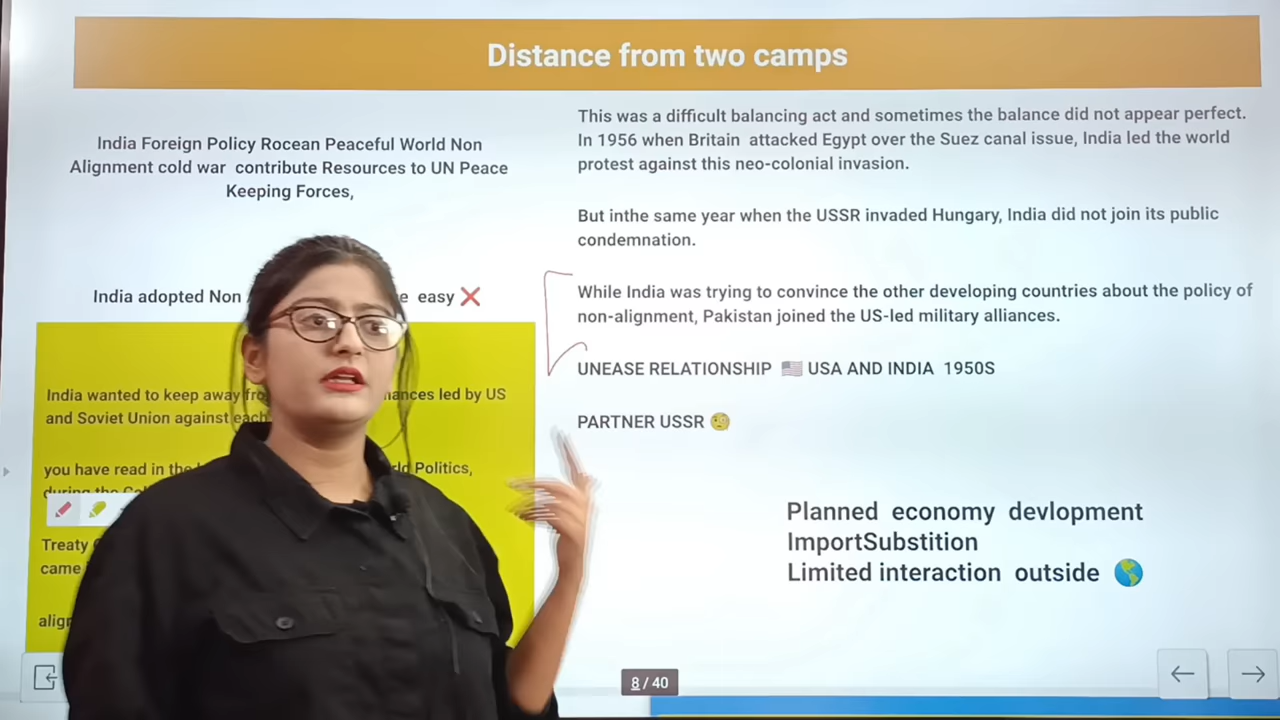 Distance from two camps
India Foreign Policy Rocean Peaceful World Non
Alignment cold war contribute Resources to UN Peace
Keeping Forces,
India adopted Non
e easy ❌
India wanted to keep away fro
iances led by US
and Soviet Union against each
you have read in the
ld Politics,
during the
Treaty
came
align
This was a difficult balancing act and sometimes the balance did not appear perfect.
In 1956 when Britain attacked Egypt over the Suez canal issue, India led the world
protest against this neo-colonial invasion.
But inthe same year when the USSR invaded Hungary, India did not join its public
condemnation.
While India was trying to convince the other developing countries about the policy of
non-alignment, Pakistan joined the US-led military alliances.
UNEASE RELATIONSHIP 🇺🇸 USA AND INDIA 1950S
PARTNER USSR 🧐
Planned economy devlopment
ImportSubstition
Limited interaction outside 🌎
8 / 40